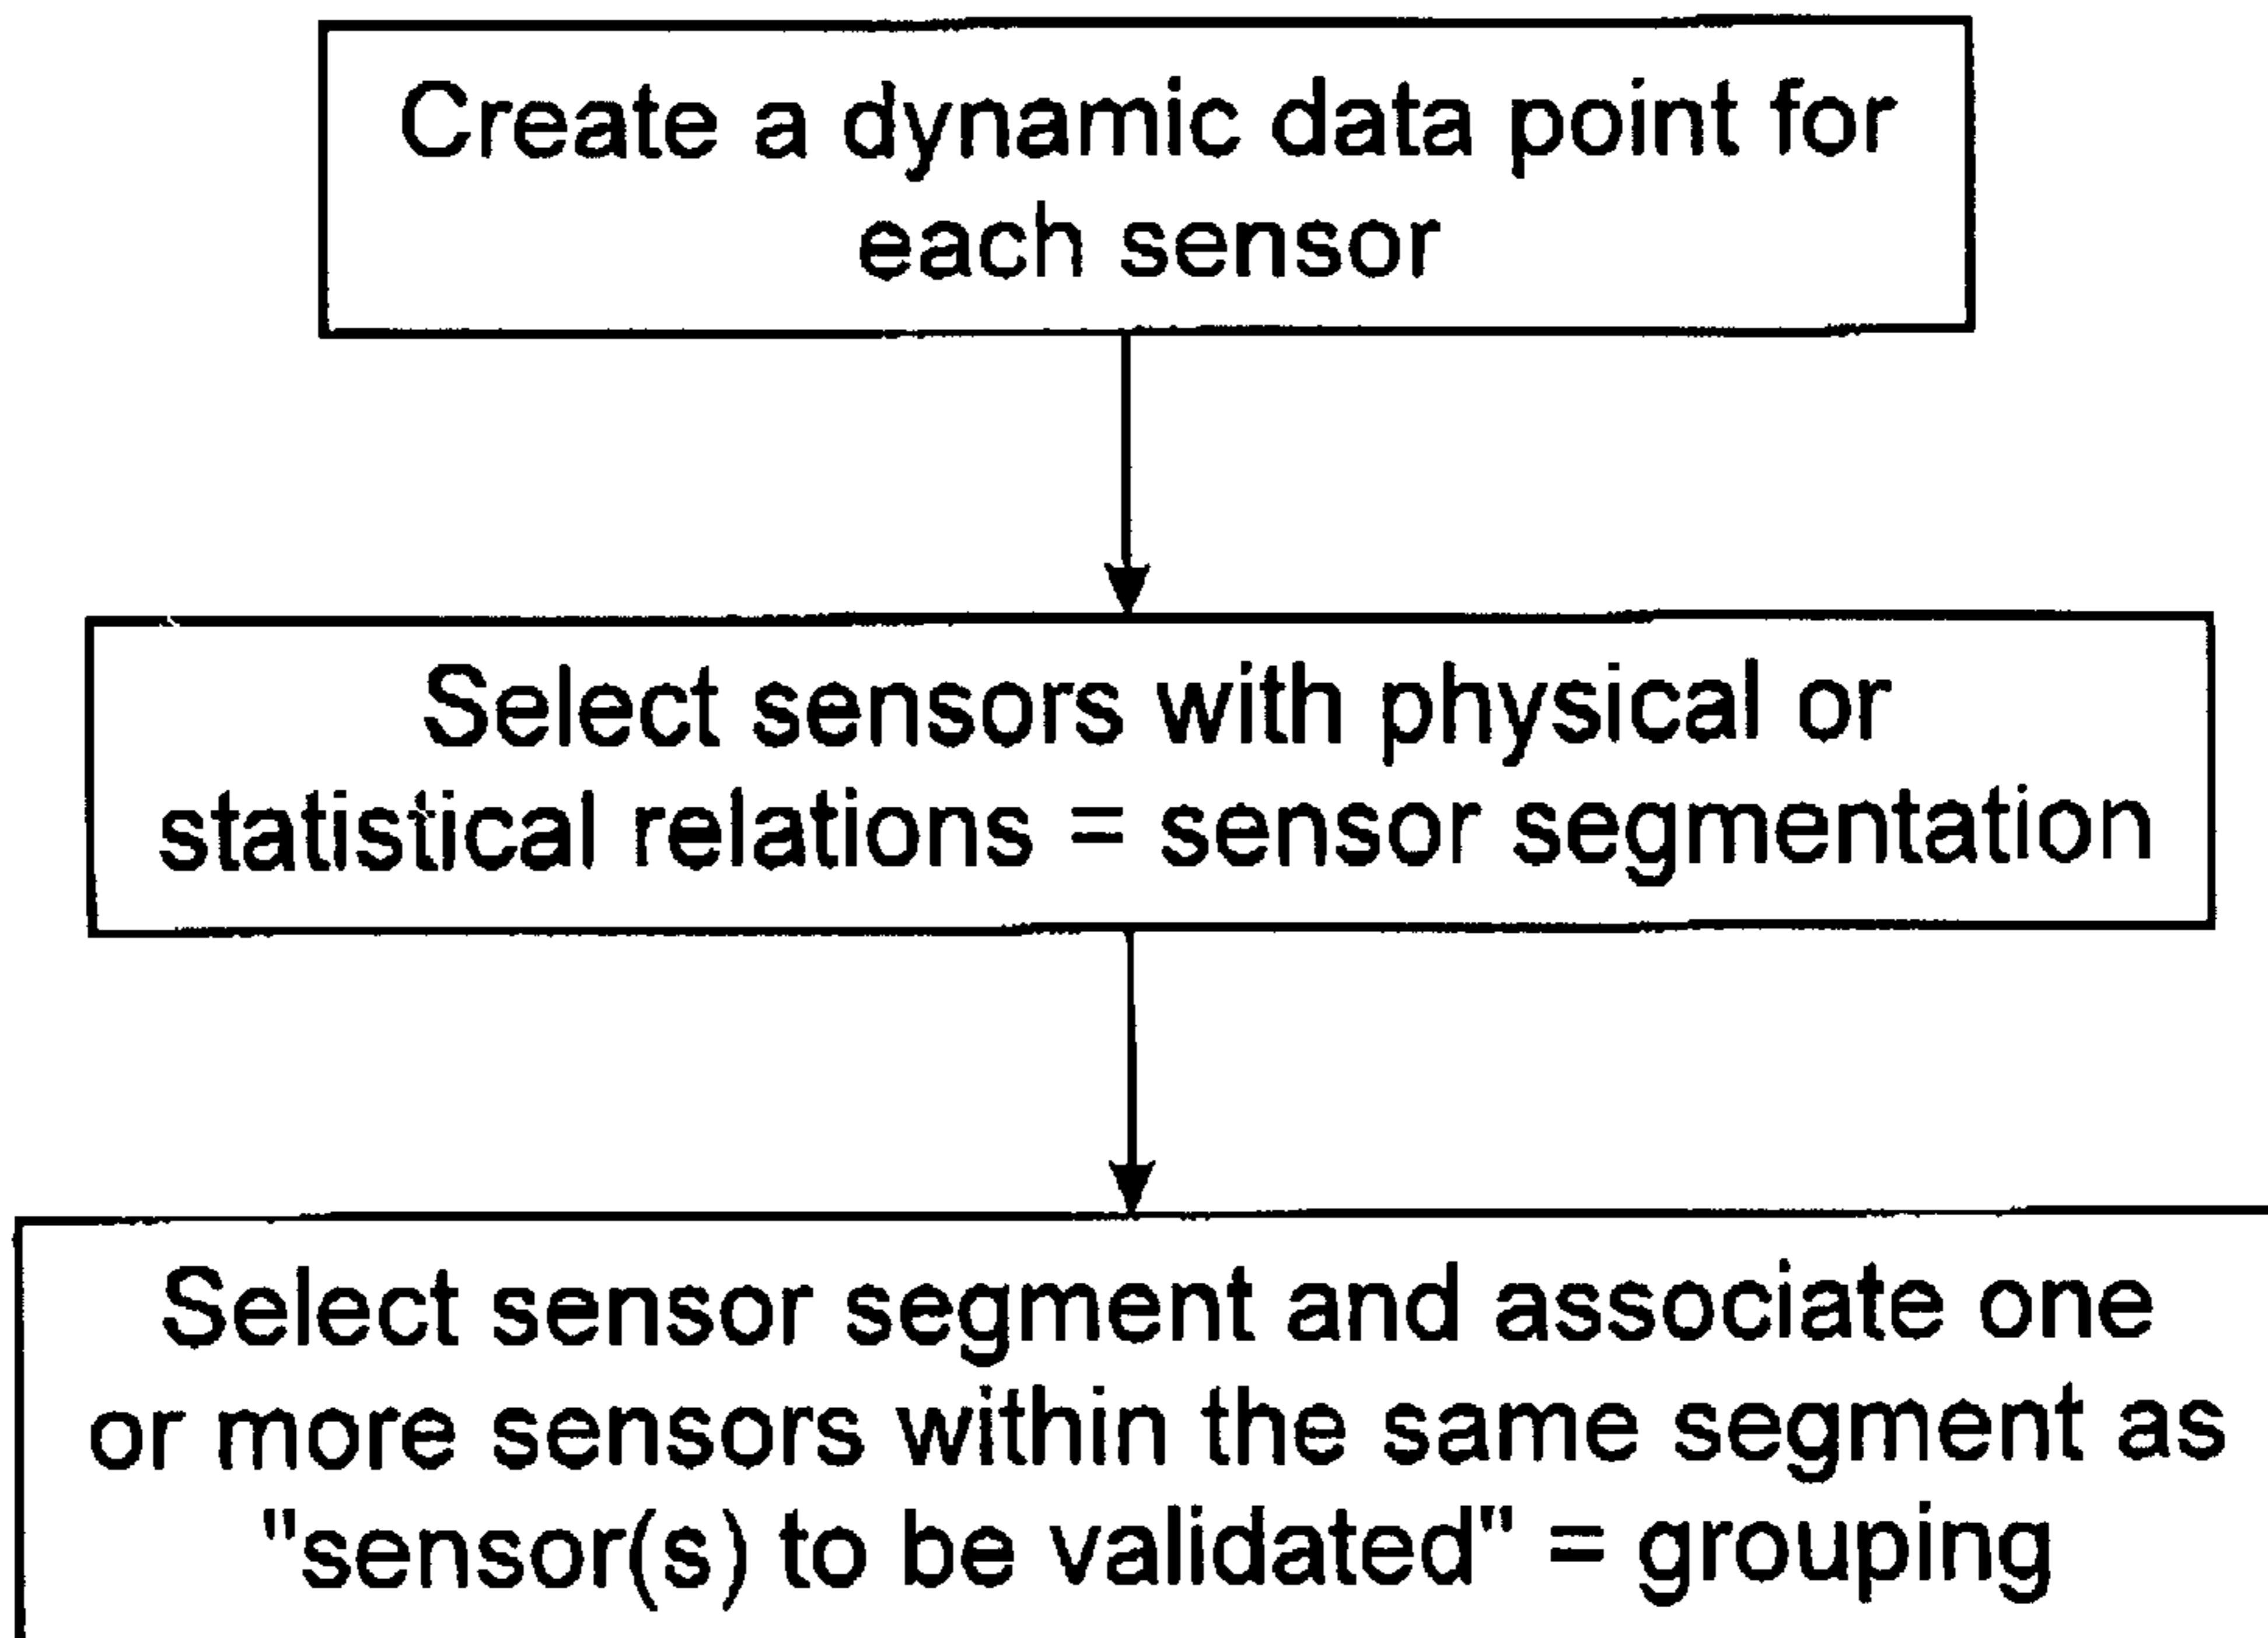 Create a dynamic data point for
each sensor
Select sensors with physical or
statistical relations = sensor segmentation
Select sensor segment and associate one
or more sensors within the same segment as
"sensor(s) to be validated" = grouping